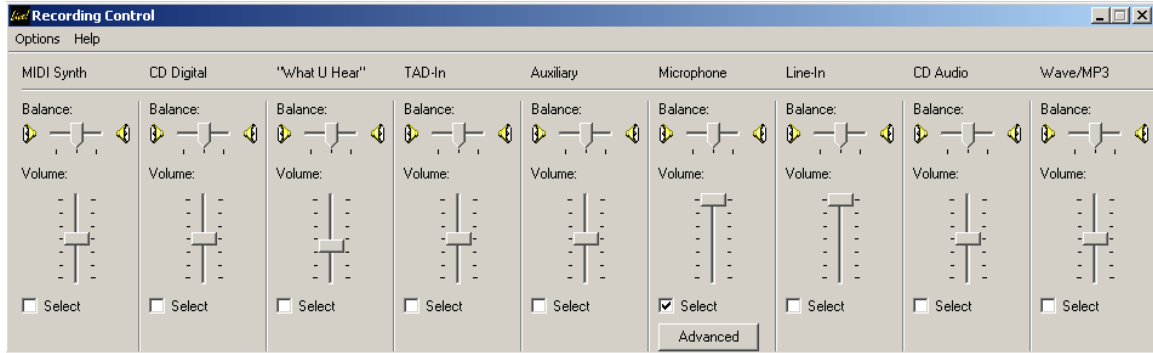 Live! Recording Control
Options Help
MIDI Synth CD Digital "What U Hear" TAD-In Auxiliary Microphone Line-In CD Audio Wave/MP3
Balance: Balance: Balance: Balance: Balance: Balance: Balance: Balance: Balance:
Volume: Volume: Volume: Volume: Volume: Volume: Volume: Volume: Volume:
Select Select Select Select Select Select Select Select Select
Advanced